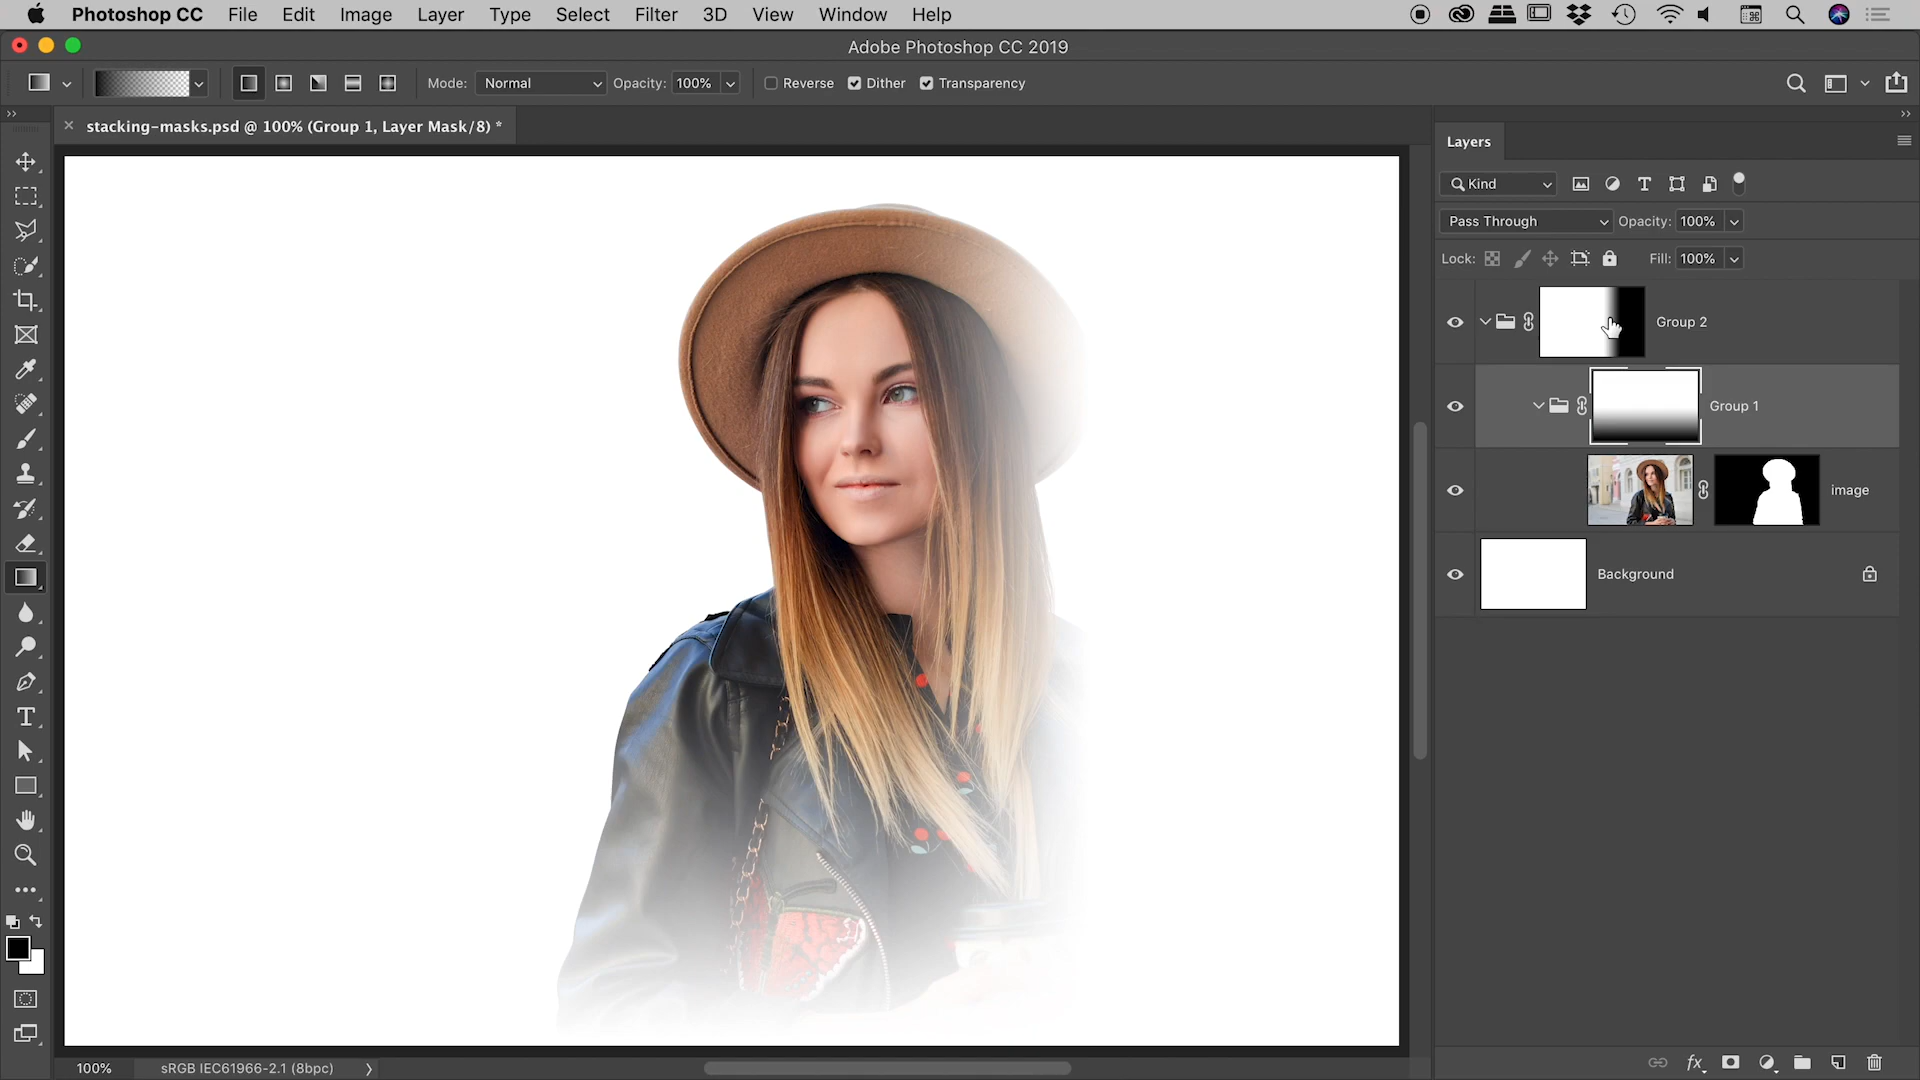 Photoshop CC File Edit Image Layer Type Select Filter 3D View Window Help
Adobe Photoshop CC 2019
Mode: Normal Opacity: 100% Reverse Dither Transparency
stacking-masks.psd @ 100% (Group 1, Layer Mask/8) *
Layers
Kind
Pass Through Opacity: 100%
Lock: Fill: 100%
Group 2
Group 1
image
Background
100% sRGB IEC61966-2.1 (8bpc)